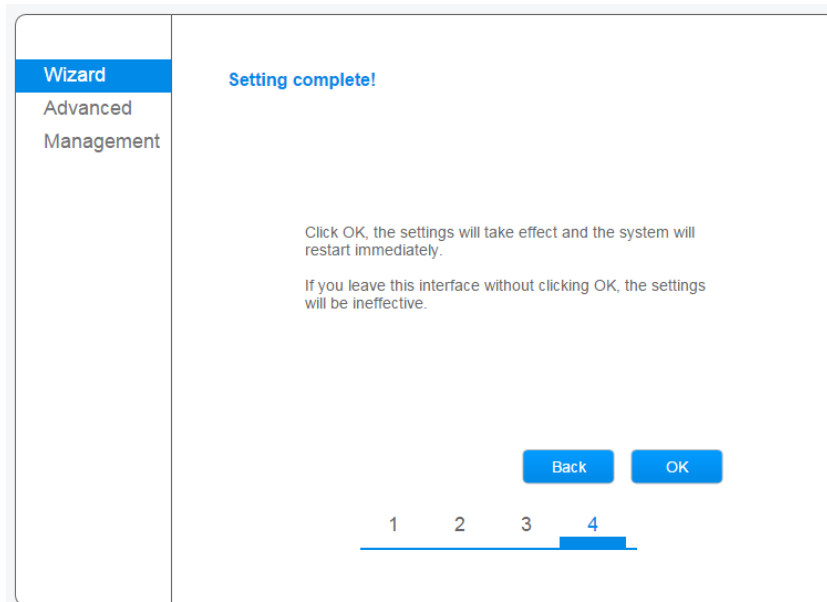 Wizard
Advanced
Management
Setting complete!
Click OK, the settings will take effect and the system will
restart immediately.
If you leave this interface without clicking OK, the settings
will be ineffective.
Back OK
1 2 3 4